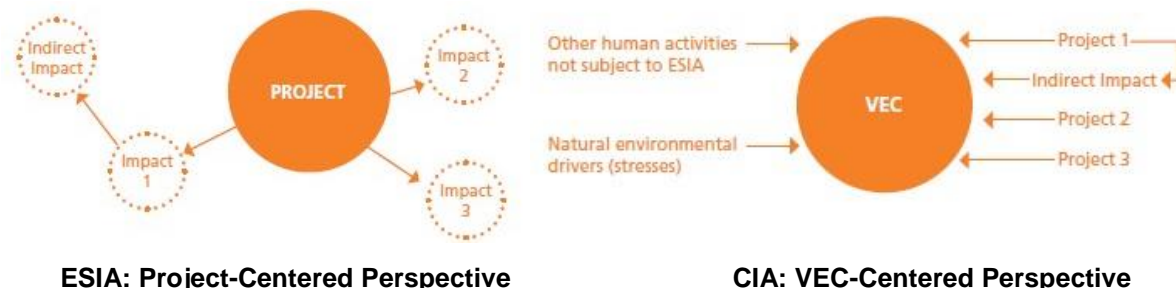 Indirect
Impact
Impact
1
PROJECT
Impact
2
Impact
3
ESIA: Project-Centered Perspective
Other human activities
not subject to ESIA
Natural environmental
drivers (stresses)
VEC
Project 1
Indirect Impact
Project 2
Project 3
CIA: VEC-Centered Perspective